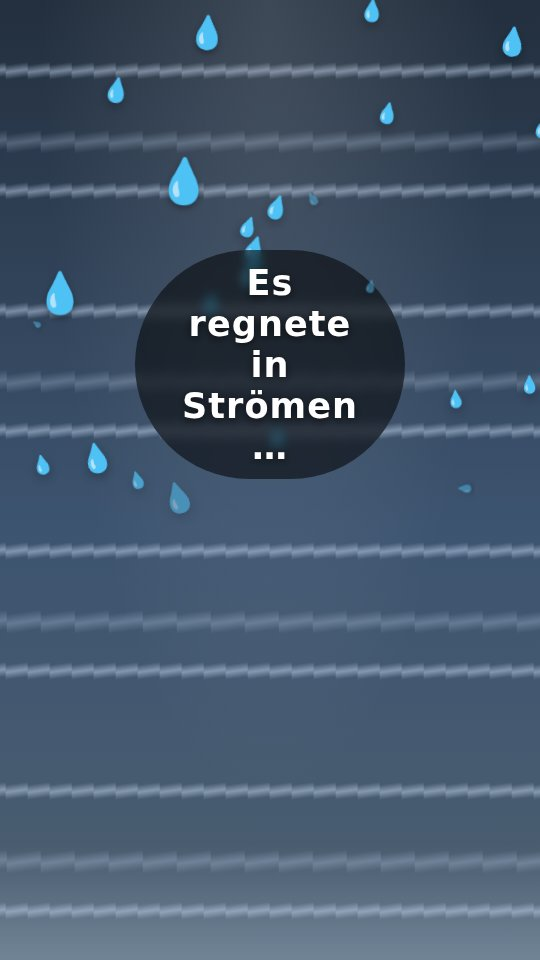 Es
regnete
in
Strömen
…